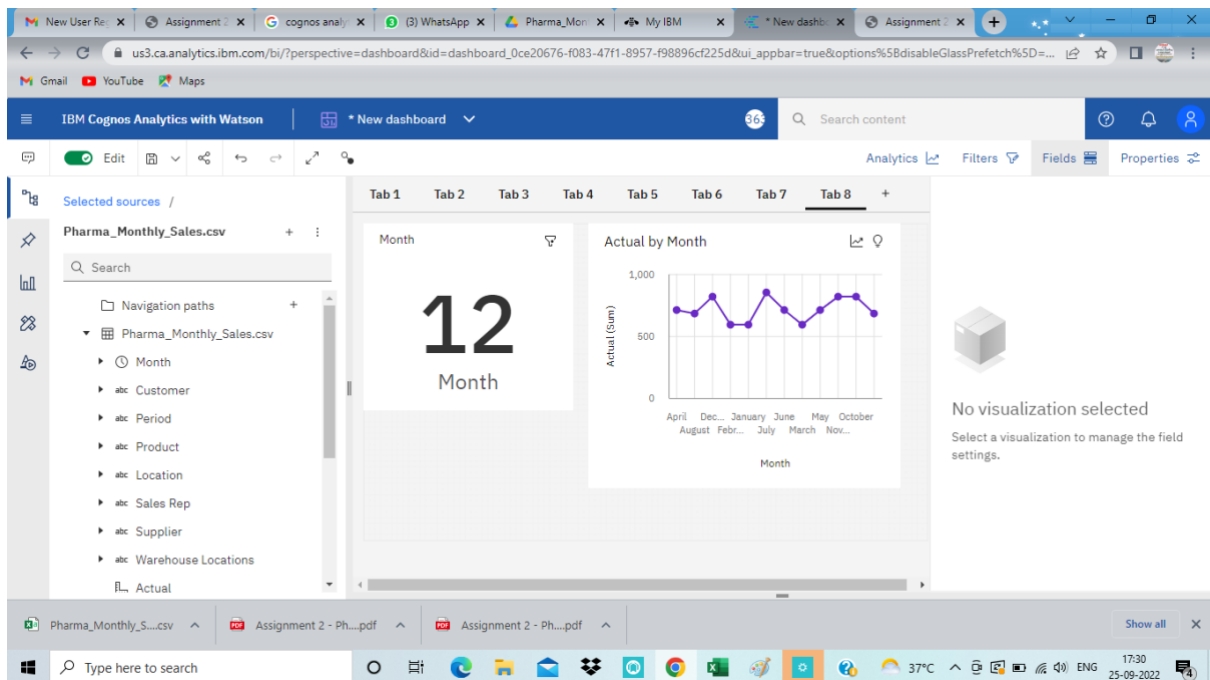 New User Re
Assignment 2
cognos analy
(3) WhatsApp
Pharma_Mon
My IBM
* New dashbo
Assignment 2
us3.ca.analytics.ibm.com/bi/?perspective=dashboard&id=dashboard_0ce20676-f083-47f1-8957-f98896cf225d&ui_appbar=true&options%5BdisableGlassPrefetch%5D=...
Gmail
YouTube
Maps
IBM Cognos Analytics with Watson
* New dashboard
363
Search content
Edit
Analytics
Filters
Fields
Properties
Selected sources /
Pharma_Monthly_Sales.csv
Search
Navigation paths
Pharma_Monthly_Sales.csv
Month
abc Customer
abc Period
abc Product
abc Location
abc Sales Rep
abc Supplier
abc Warehouse Locations
Actual
Tab 1 Tab 2 Tab 3 Tab 4 Tab 5 Tab 6 Tab 7 Tab 8 +
Month
12
Month
Actual by Month
1,000
500
0
Actual (Sum)
April Dec... January June May October
August Febr... July March Nov...
Month
No visualization selected
Select a visualization to manage the field
settings.
Pharma_Monthly_S....csv
Assignment 2 - Ph....pdf
Assignment 2 - Ph....pdf
Show all
Type here to search
37°C
ENG
17:30
25-09-2022
4